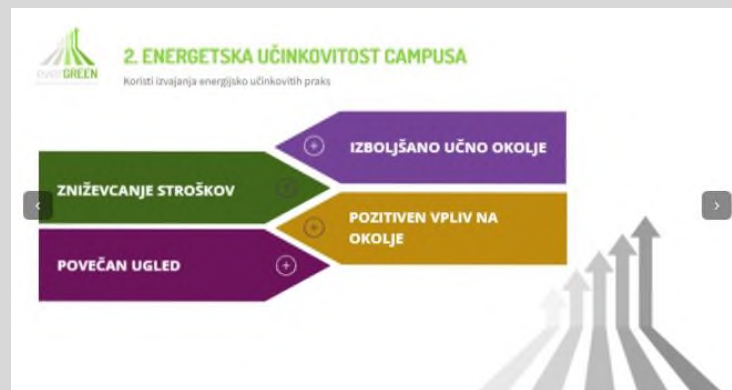 everGREEN
2. ENERGETSKA UČINKOVITOST CAMPUSA
Koristi izvajanja energijsko učinkovitih praks
IZBOLJŠANO UČNO OKOLJE
ZNIŽEVCANJE STROŠKOV
POZITIVEN VPLIV NA
OKOLJE
POVEČAN UGLED